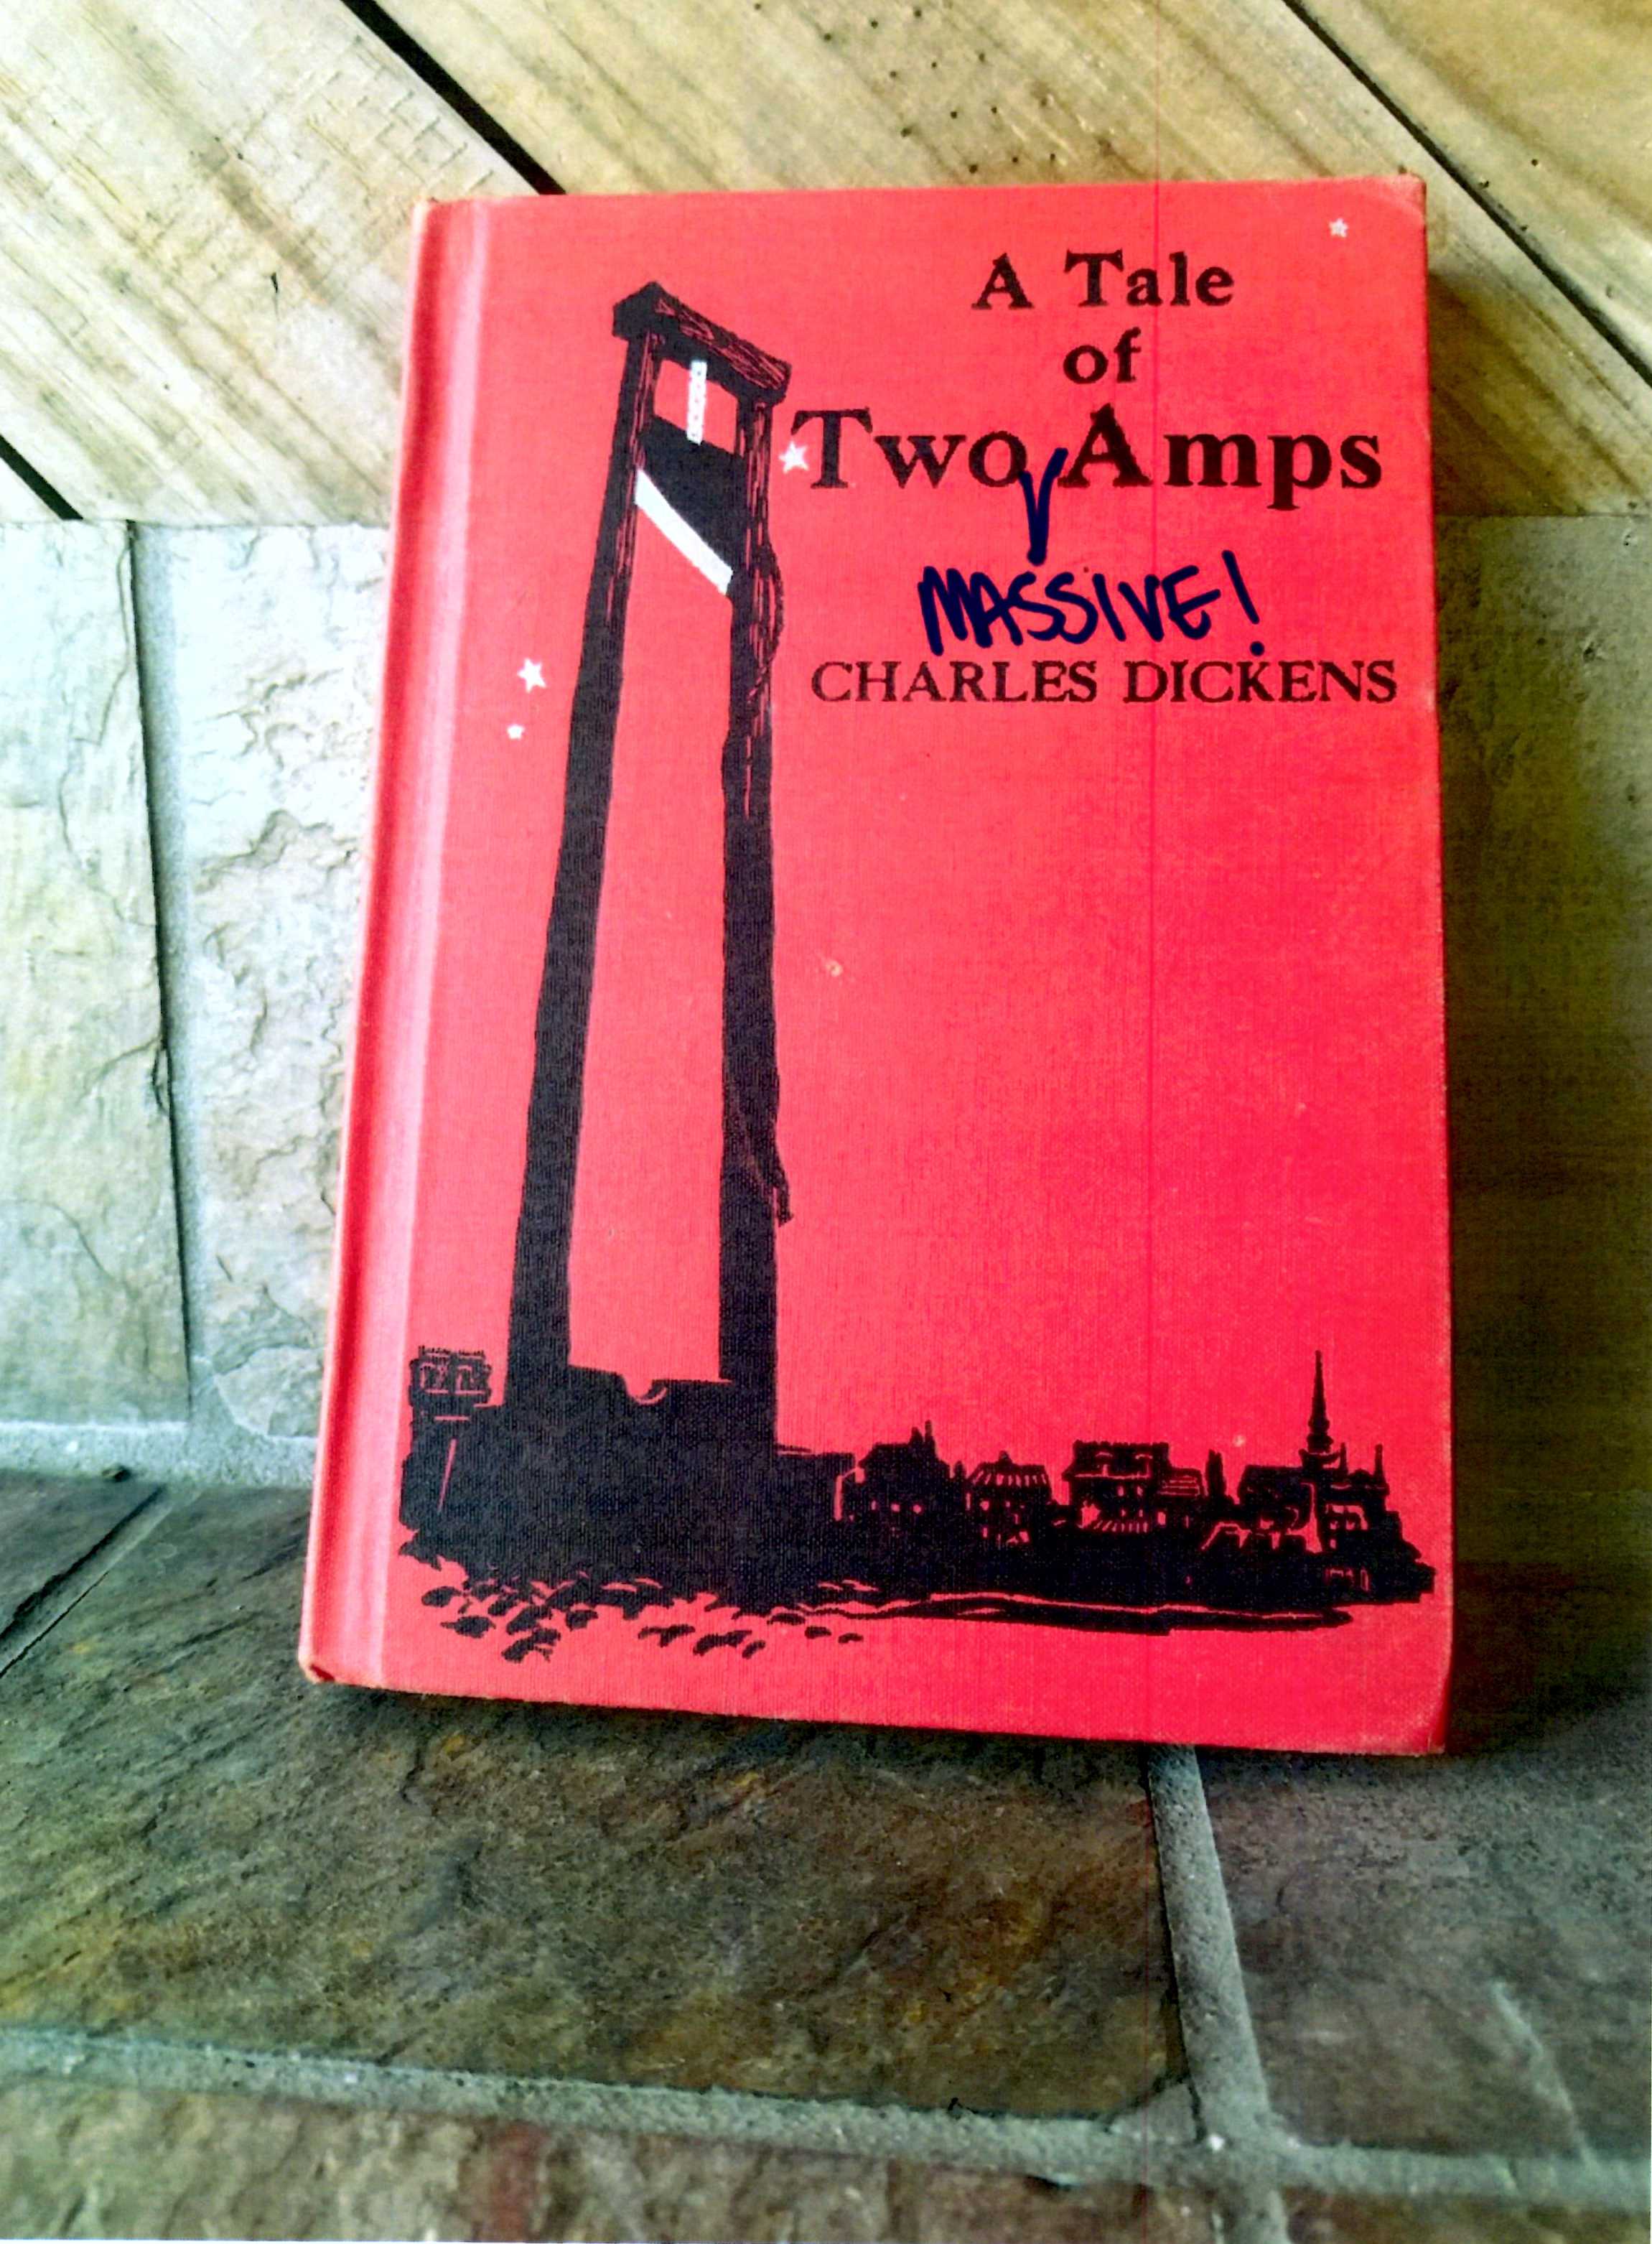 A Tale
of
Two Amps
MASSIVE!
CHARLES DICKENS